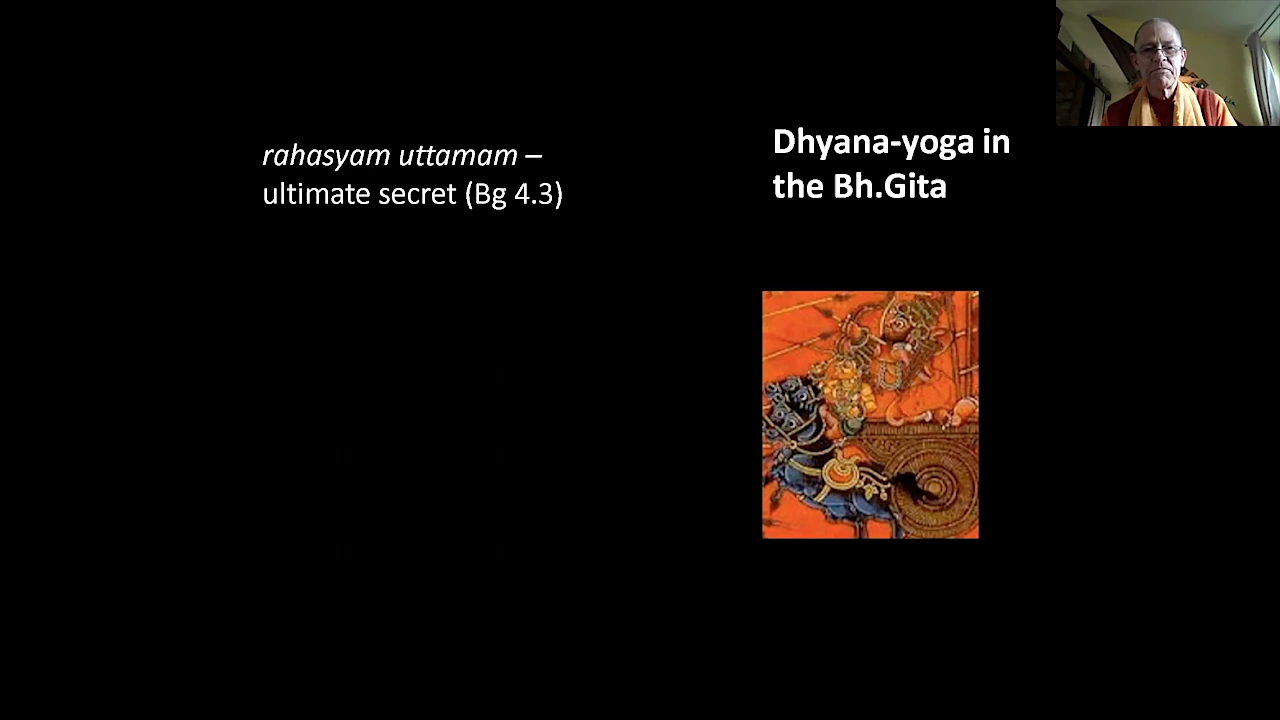 rahasyam uttamam –
ultimate secret (Bg 4.3)
Dhyana-yoga in
the Bh.Gita